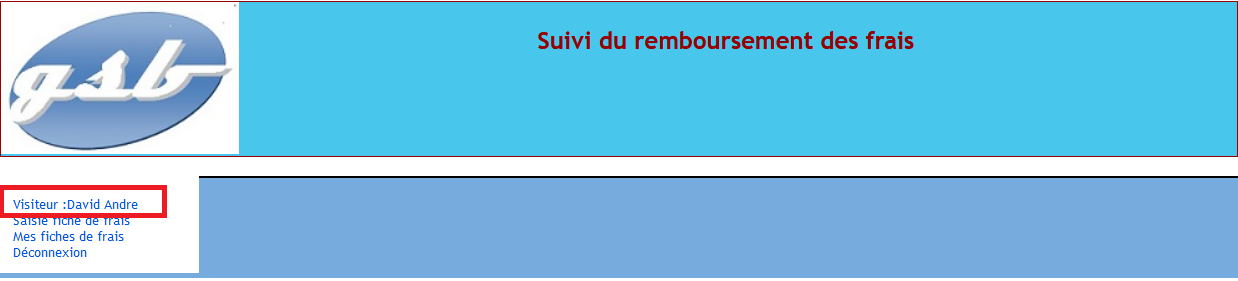 gsb
Suivi du remboursement des frais
Visiteur :David Andre
Saisie fiche de frais
Mes fiches de frais
Déconnexion